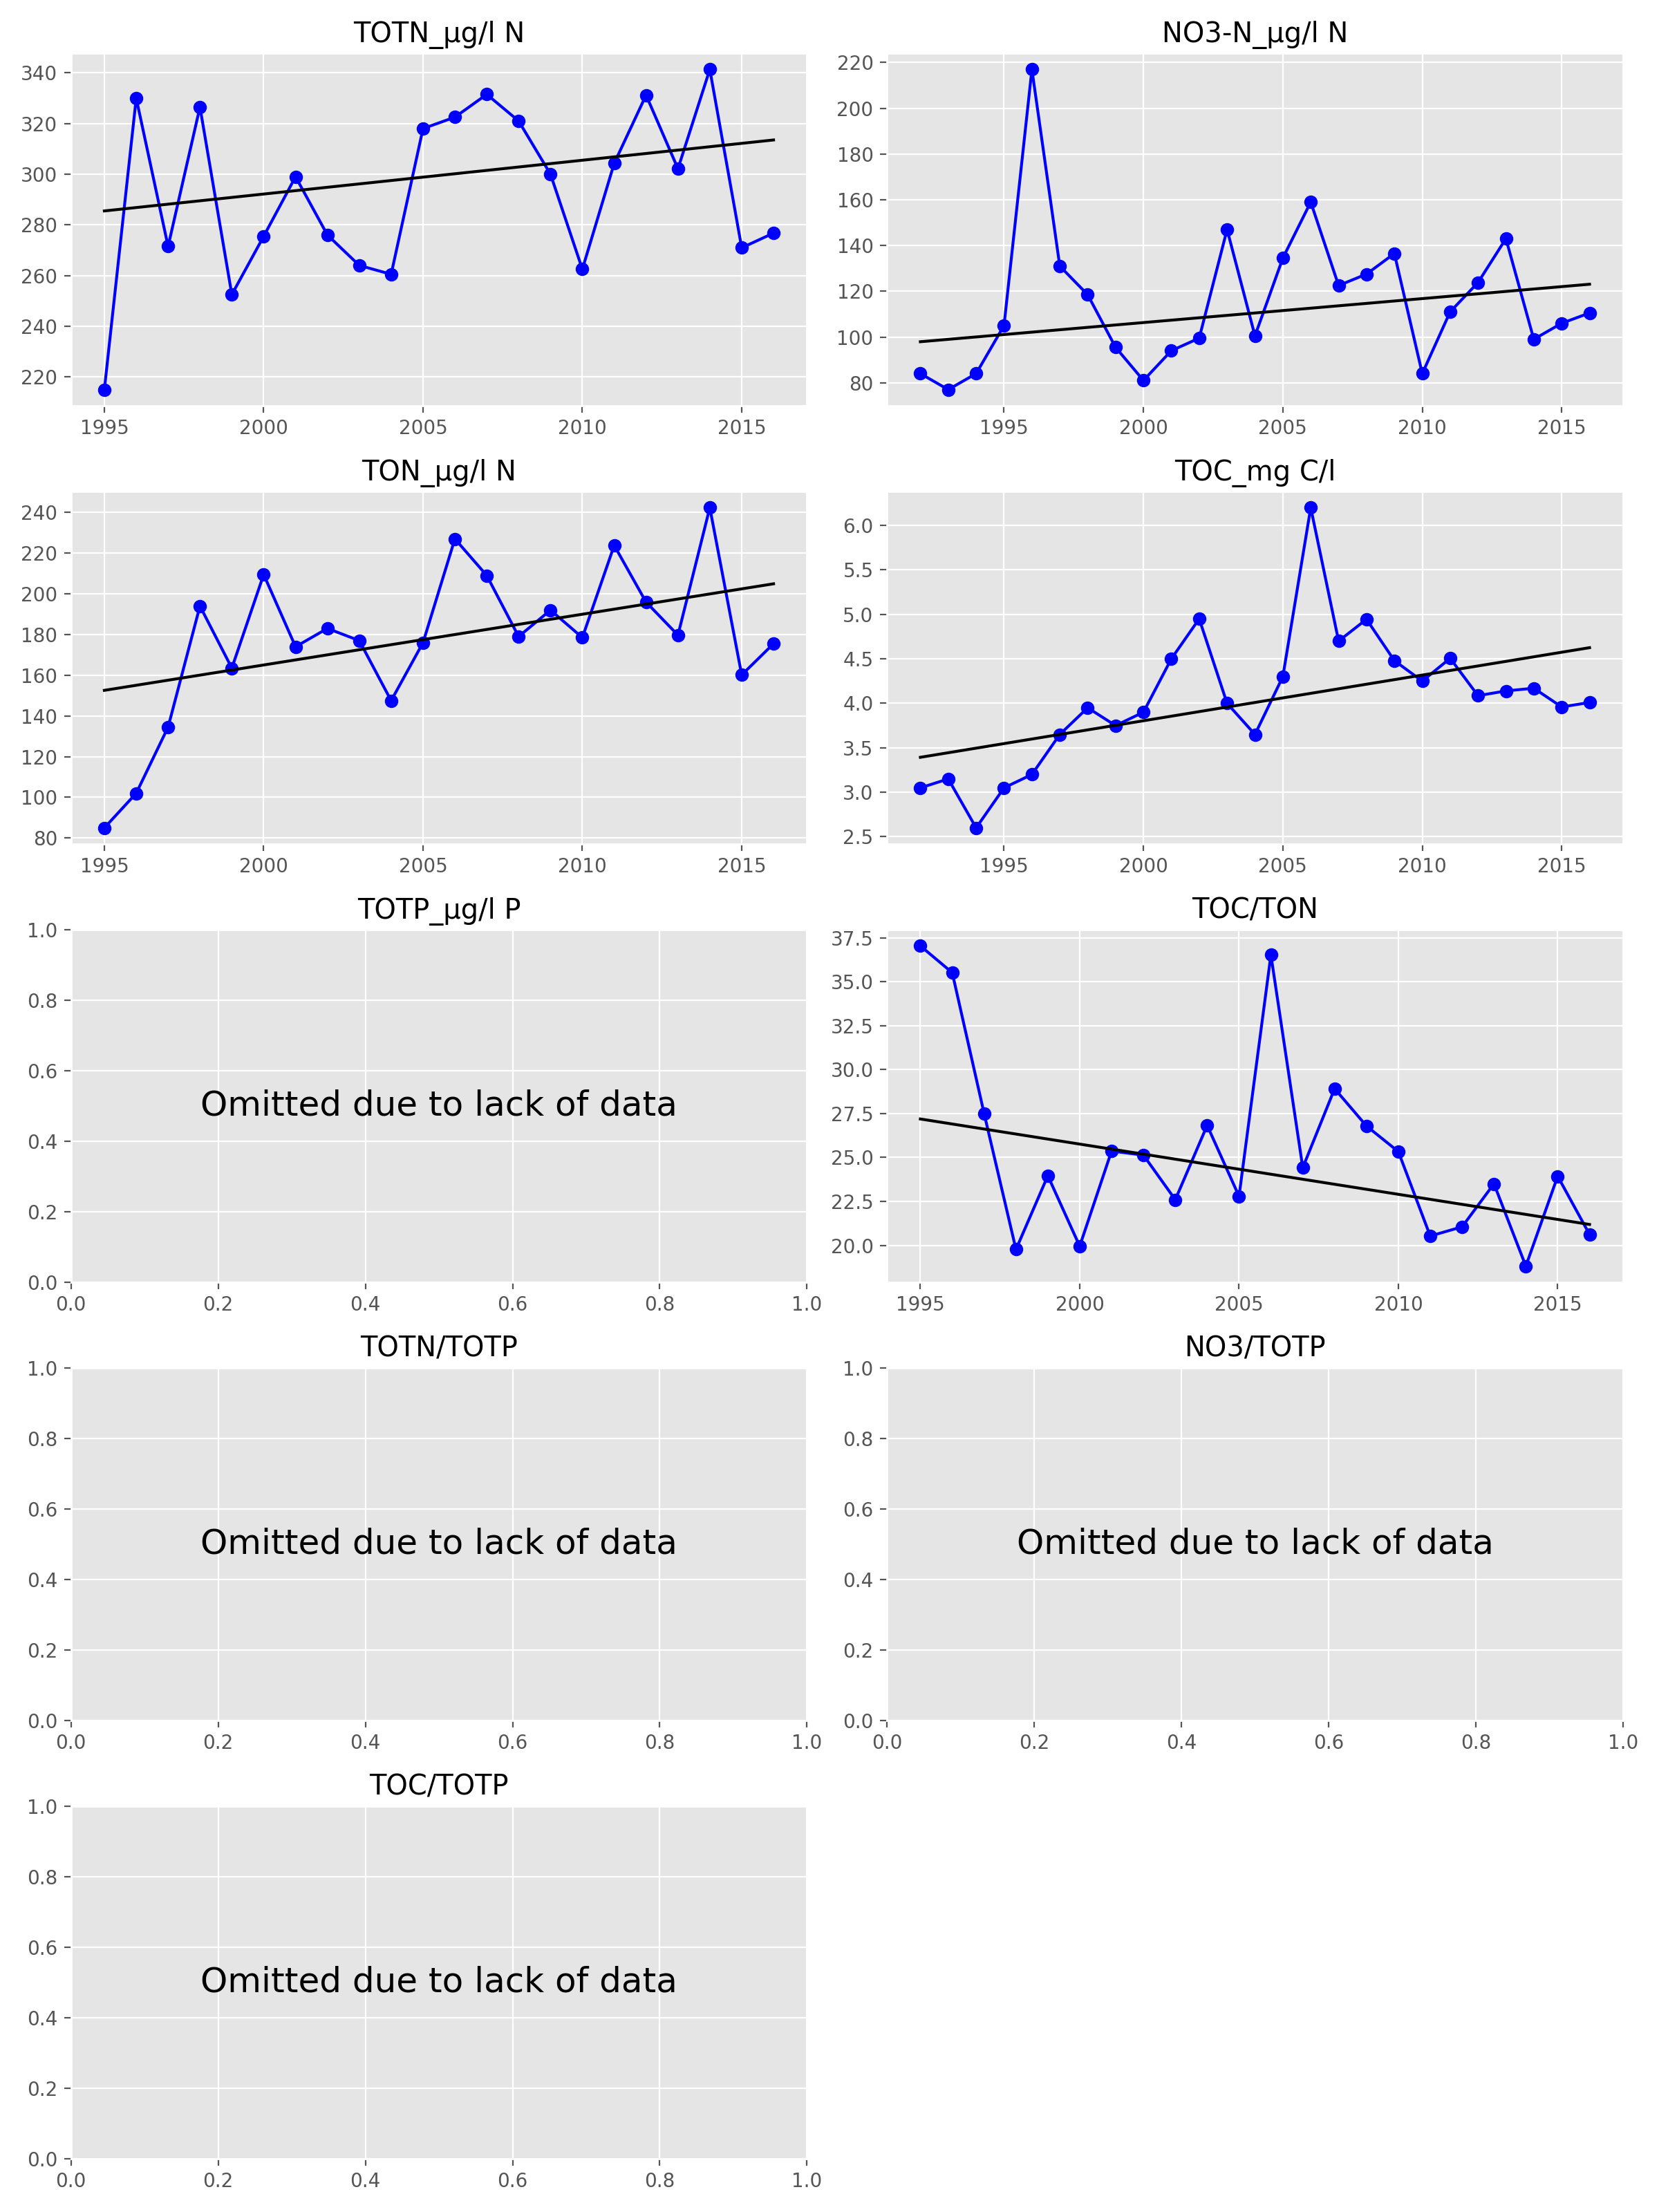 TOTN_µg/l N
340
320
300
280
260
240
220
1995 2000 2005 2010 2015
NO3-N_µg/l N
220
200
180
160
140
120
100
80
1995 2000 2005 2010 2015
TON_µg/l N
240
220
200
180
160
140
120
100
80
1995 2000 2005 2010 2015
TOC_mg C/l
6.0
5.5
5.0
4.5
4.0
3.5
3.0
2.5
1995 2000 2005 2010 2015
TOTP_µg/l P
1.0
0.8
0.6
Omitted due to lack of data
0.4
0.2
0.0
0.0 0.2 0.4 0.6 0.8 1.0
TOC/TON
37.5
35.0
32.5
30.0
27.5
25.0
22.5
20.0
1995 2000 2005 2010 2015
TOTN/TOTP
1.0
0.8
0.6
Omitted due to lack of data
0.4
0.2
0.0
0.0 0.2 0.4 0.6 0.8 1.0
NO3/TOTP
1.0
0.8
0.6
Omitted due to lack of data
0.4
0.2
0.0
0.0 0.2 0.4 0.6 0.8 1.0
TOC/TOTP
1.0
0.8
0.6
Omitted due to lack of data
0.4
0.2
0.0
0.0 0.2 0.4 0.6 0.8 1.0